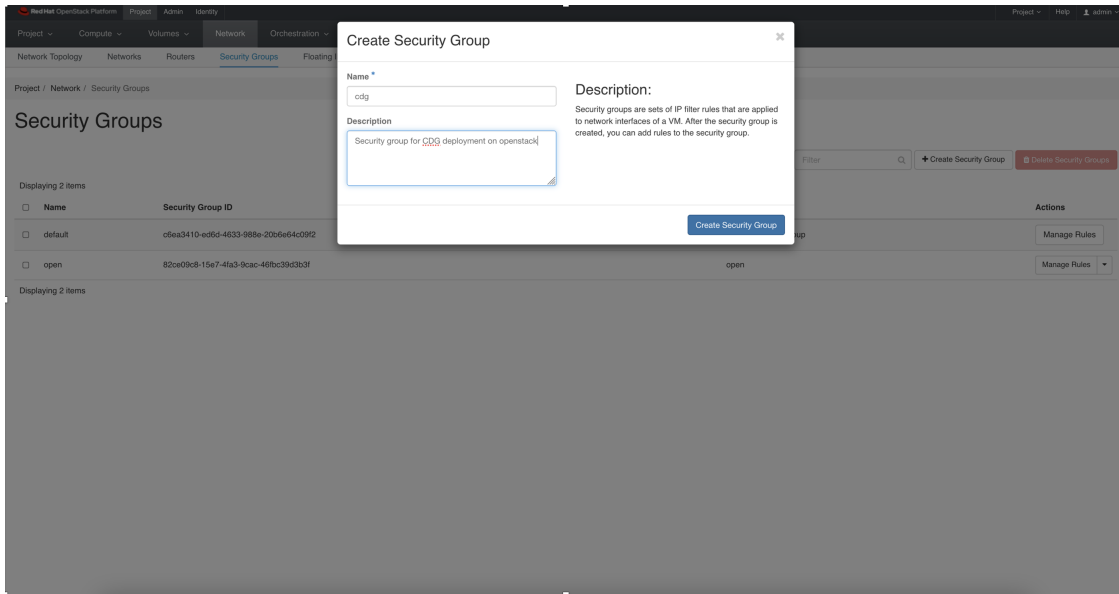 Red Hat OpenStack Platform Project Admin Identity Project Help admin
Project Compute Volumes Network Orchestration
Network Topology Networks Routers Security Groups Floating I
Project / Network / Security Groups
Security Groups
Filter + Create Security Group Delete Security Groups
Displaying 2 items
Name Security Group ID Actions
default c6ea3410-ed6d-4633-988e-20b6e64c09f2 oup Manage Rules
open 82ce09c8-15e7-4fa3-9cac-46fbc39d3b3f open Manage Rules
Displaying 2 items
Create Security Group
Name *
cdg
Description
Security group for CDG deployment on openstack
Description:
Security groups are sets of IP filter rules that are applied
to network interfaces of a VM. After the security group is
created, you can add rules to the security group.
Create Security Group